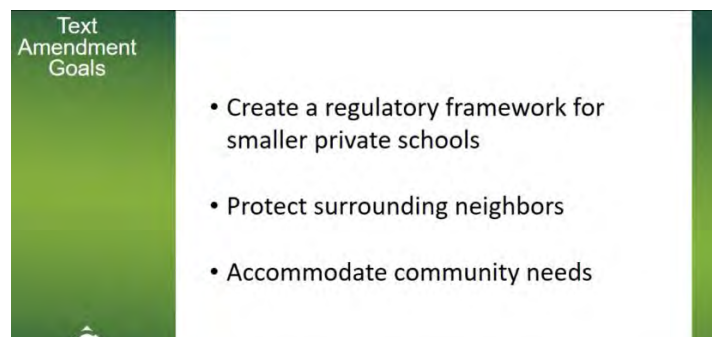 Text
Amendment
Goals
• Create a regulatory framework for
smaller private schools
• Protect surrounding neighbors
• Accommodate community needs